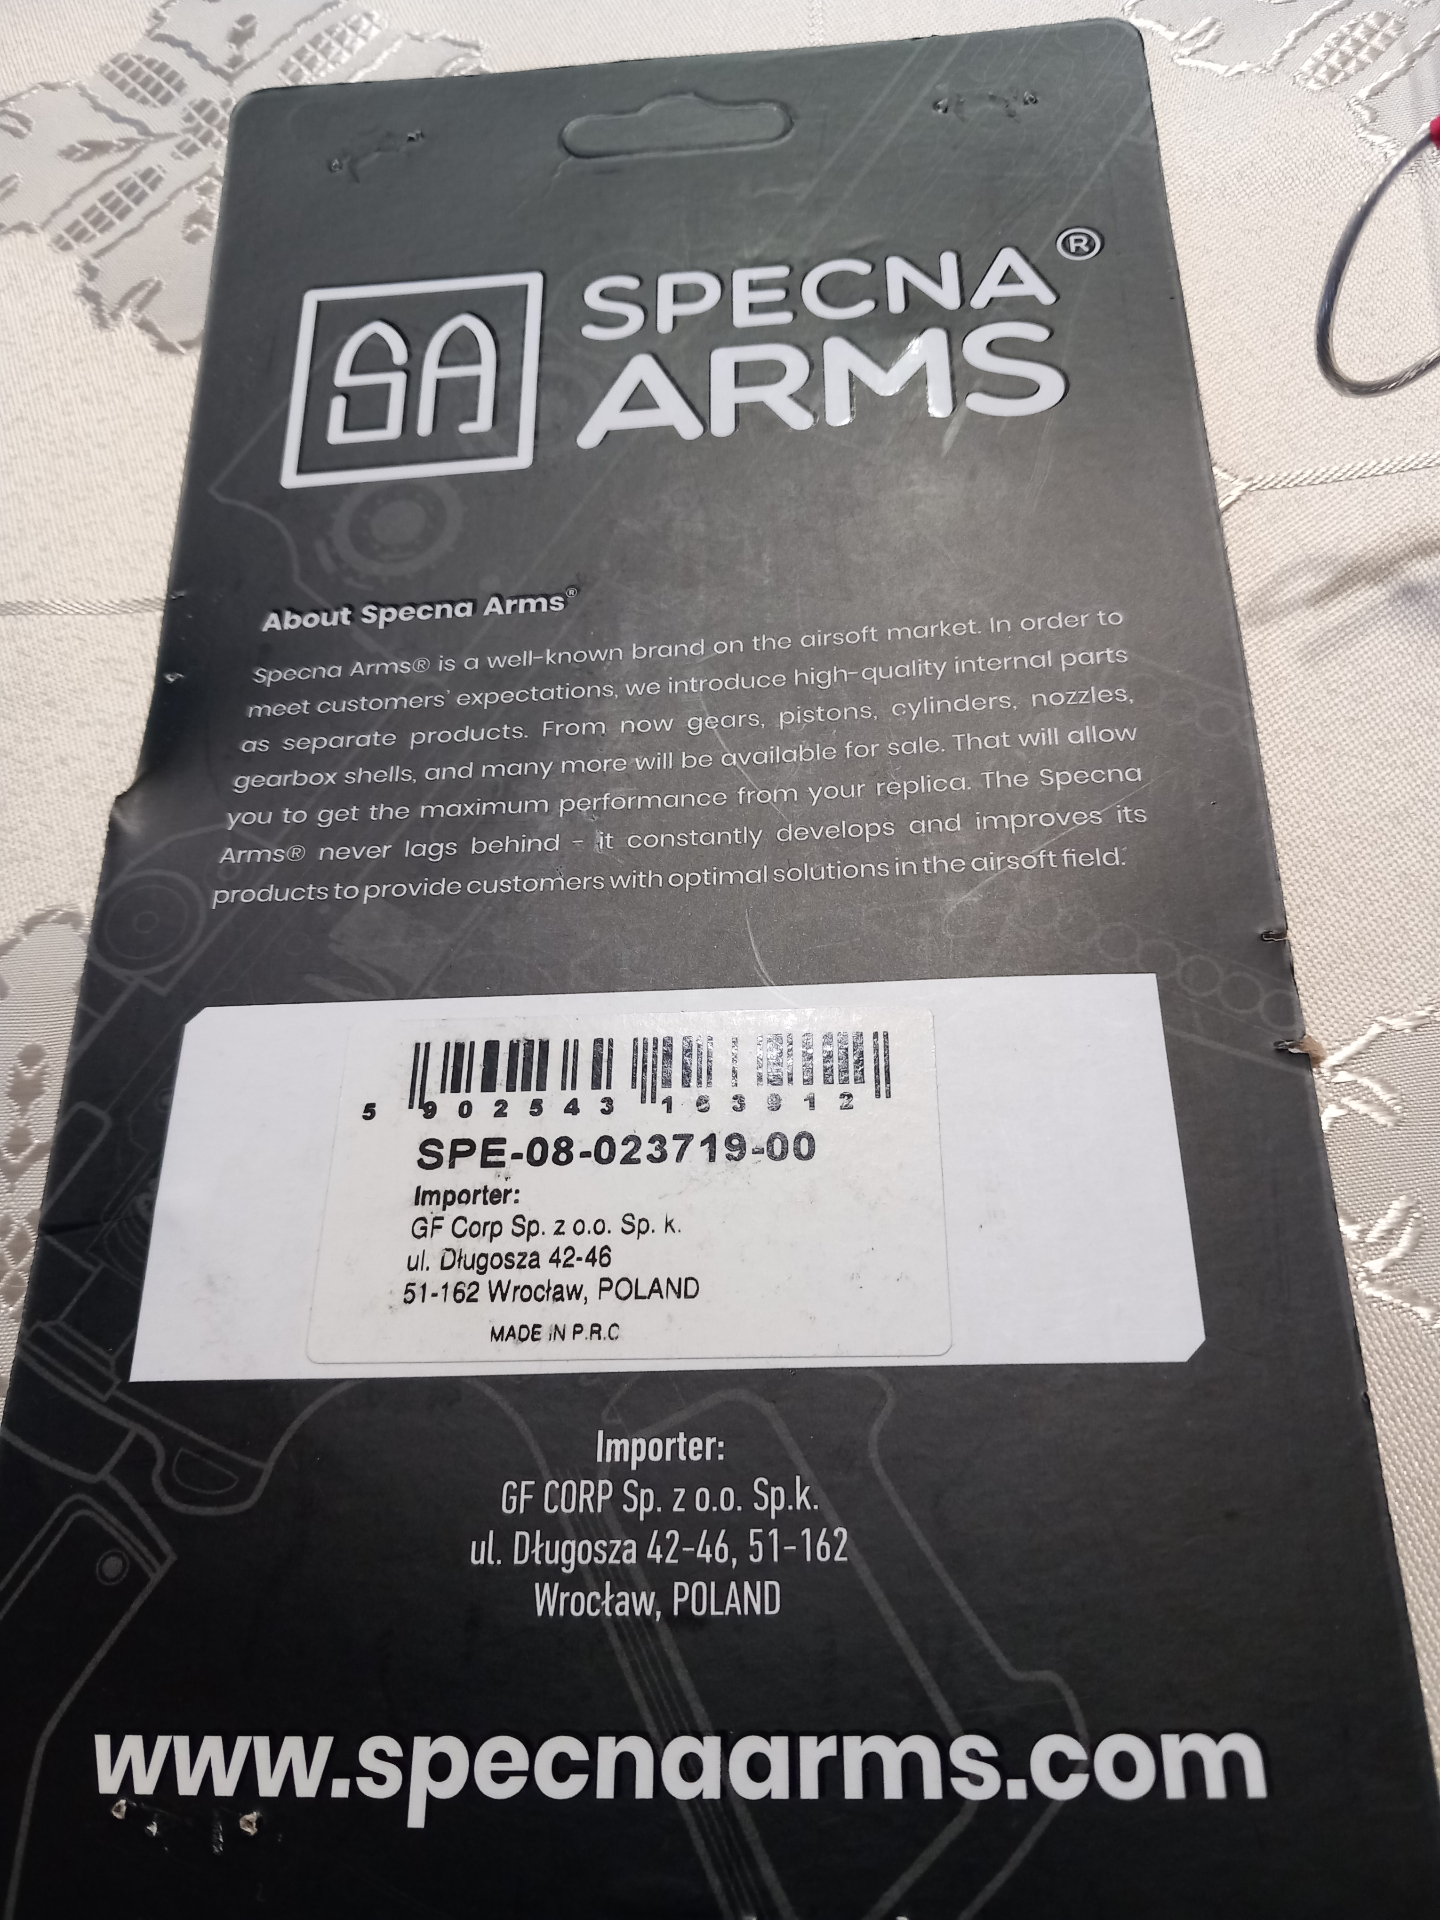 SA
SPECNA®
ARMS
About Specna Arms®
Specna Arms® is a well-known brand on the airsoft market. In order to
meet customers' expectations, we introduce high-quality internal parts
as separate products. From now gears, pistons, cylinders, nozzles,
gearbox shells, and many more will be available for sale. That will allow
you to get the maximum performance from your replica. The Specna
Arms® never lags behind - it constantly develops and improves its
products to provide customers with optimal solutions in the airsoft field.
5 902543 163912
SPE-08-023719-00
Importer:
GF Corp Sp. z o.o. Sp. k.
ul. Długosza 42-46
51-162 Wrocław, POLAND
MADE IN P.R.C
Importer:
GF CORP Sp. z o.o. Sp.k.
ul. Długosza 42-46, 51-162
Wrocław, POLAND
www.specnaarms.com